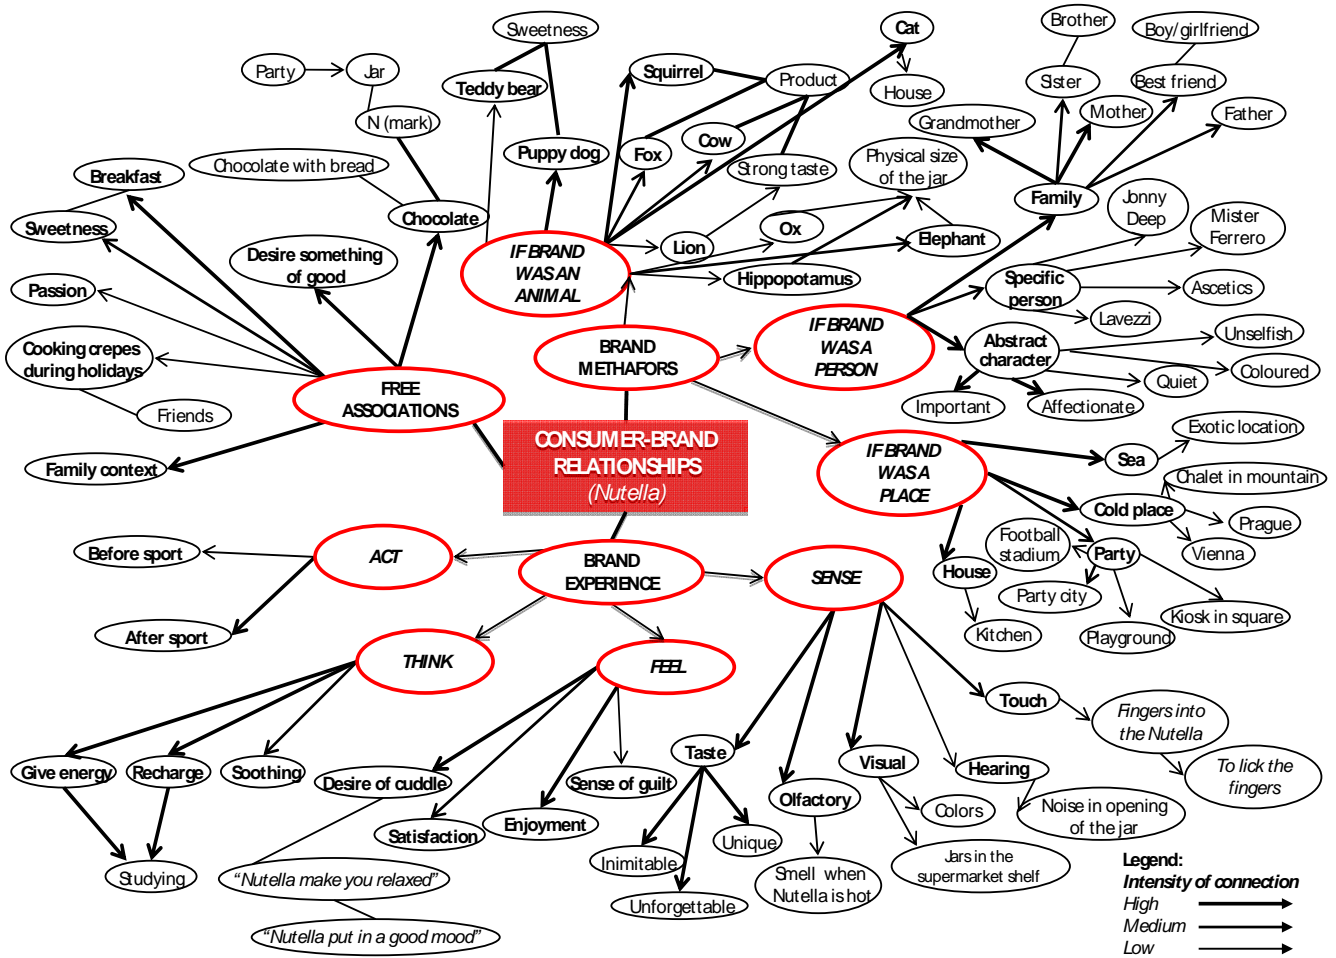 Brother
Boy/girlfriend
Sweetness
Cat
Party
Jar
Squirrel
Product
Sister
Best friend
Teddy bear
House
N (mark)
Grandmother
Mother
Father
Cow
Puppy dog
Fox
Chocolate with bread
Strong taste
Physical size
of the jar
Breakfast
Family
Jonny
Deep
Mister
Ferrero
Chocolate
Sweetness
Ox
Lion
Elephant
Desire something
of good
IF BRAND
WAS AN
ANIMAL
Hippopotamus
Specific
person
Ascetics
Passion
Lavezzi
IF BRAND
WAS A
PERSON
Abstract
character
Unselfish
Cooking crepes
during holidays
BRAND
METHAFORS
Quiet
Coloured
FREE
ASSOCIATIONS
Friends
Important
Affectionate
CONSUMER-BRAND
RELATIONSHIPS
(Nutella)
IF BRAND
WAS A
PLACE
Exotic location
Sea
Family context
Chalet in mountain
Cold place
Prague
Football
stadium
Party
Vienna
Before sport
ACT
BRAND
EXPERIENCE
SENSE
House
Party city
Kiosk in square
After sport
Kitchen
Playground
THINK
FEEL
Touch
Fingers into
the Nutella
Give energy
Recharge
Soothing
Desire of cuddle
Sense of guilt
Taste
Visual
Hearing
To lick the
fingers
Satisfaction
Enjoyment
Olfactory
Colors
Noise in opening
of the jar
Unique
Inimitable
Studying
"Nutella make you relaxed"
Smell when
Nutella is hot
Jars in the
supermarket shelf
Unforgettable
"Nutella put in a good mood"
Legend:
Intensity of connection
High
Medium
Low